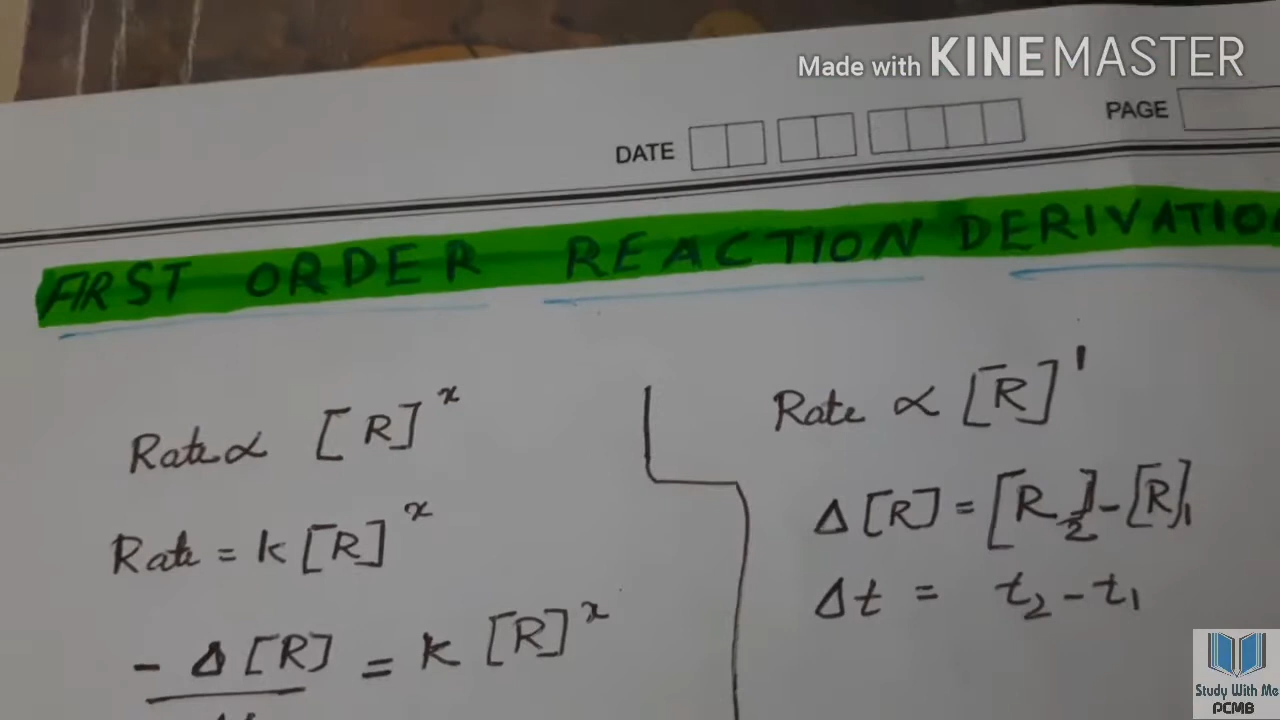 Made with KINEMASTER
DATE
PAGE
FIRST ORDER REACTION DERIVATIO
Rate ∝ [R]^x
Rate = k[R]^x
- Δ[R] = k [R]^x
Rate ∝ [R]^1
Δ[R] = [R]₂ - [R]₁
Δt = t₂ - t₁
Study With Me
PCMB